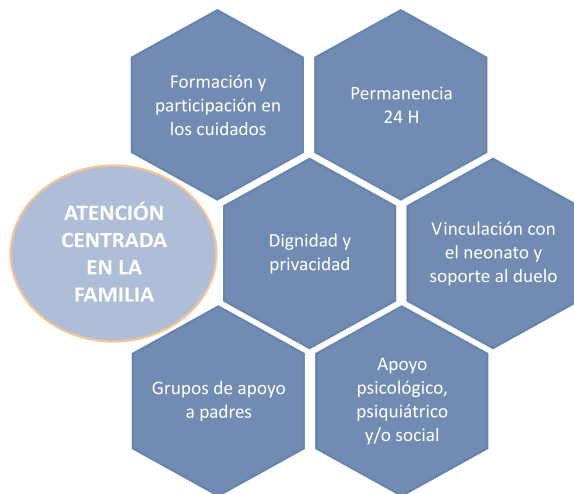 Formación y
participación en
los cuidados
Permanencia
24 H
ATENCIÓN
CENTRADA
EN LA
FAMILIA
Dignidad y
privacidad
Vinculación con
el neonato y
soporte al duelo
Grupos de apoyo
a padres
Apoyo
psicológico,
psiquiátrico
y/o social